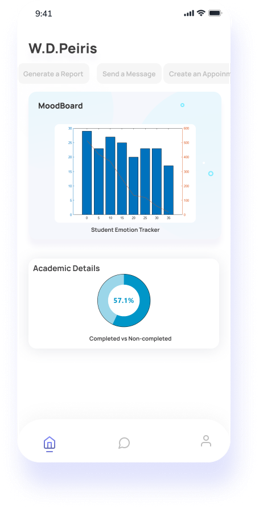 9:41
W.D.Peiris
Generate a Report Send a Message Create an Appoinm
MoodBoard
Student Emotion Tracker
Academic Details
57.1%
Completed vs Non-completed